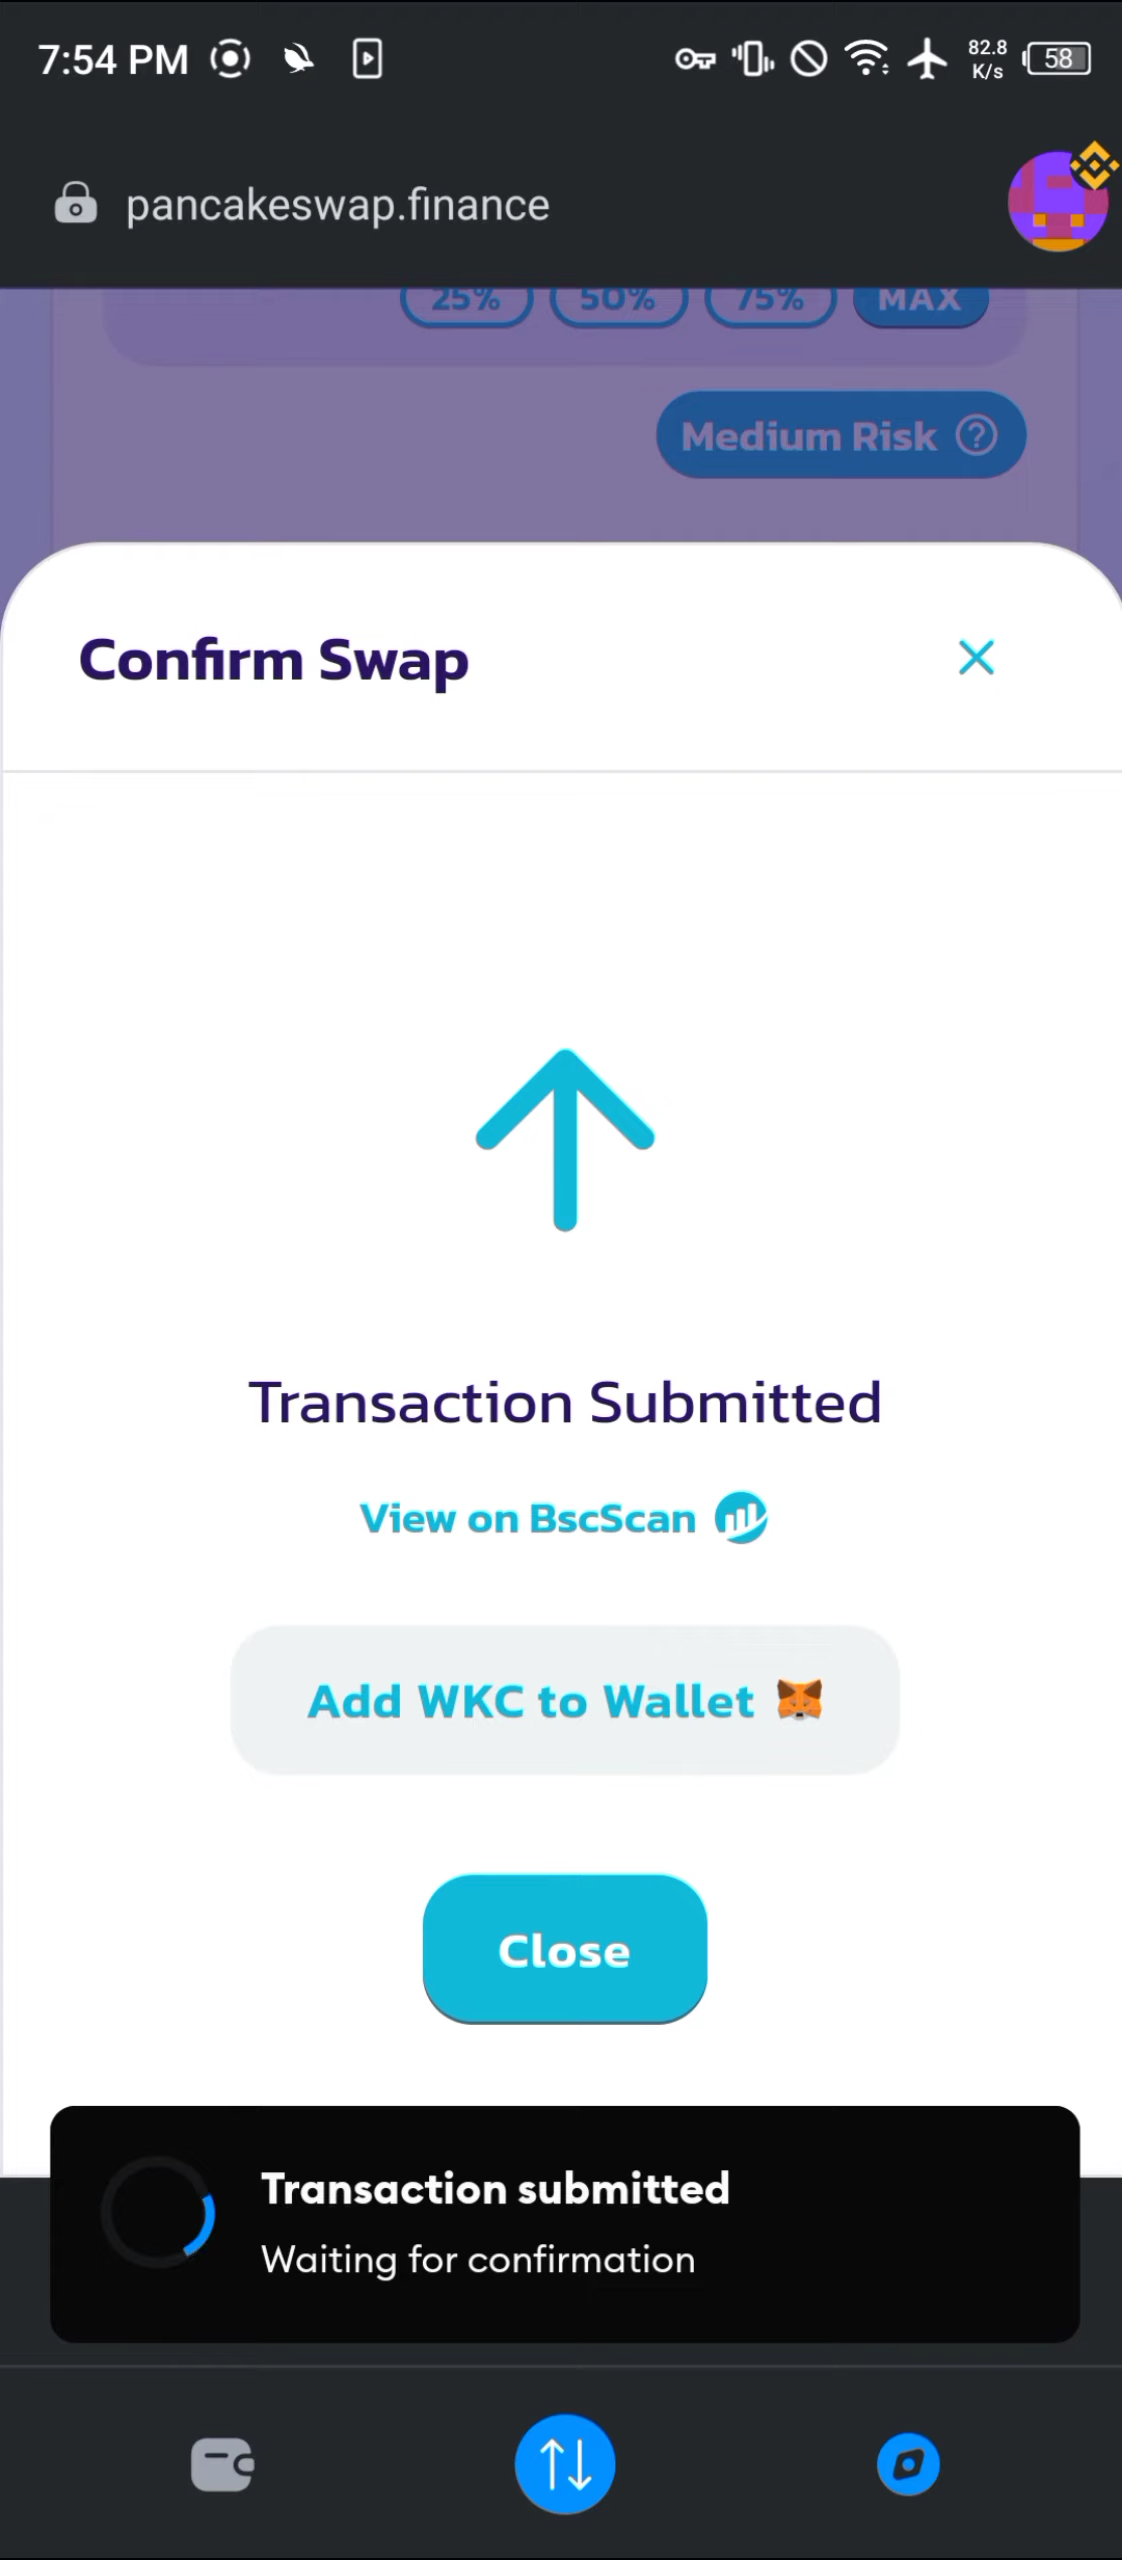 7:54 PM
82.8
K/s
58
pancakeswap.finance
25% 50% 75% MAX
Medium Risk
Confirm Swap
Transaction Submitted
View on BscScan
Add WKC to Wallet
Close
Transaction submitted
Waiting for confirmation